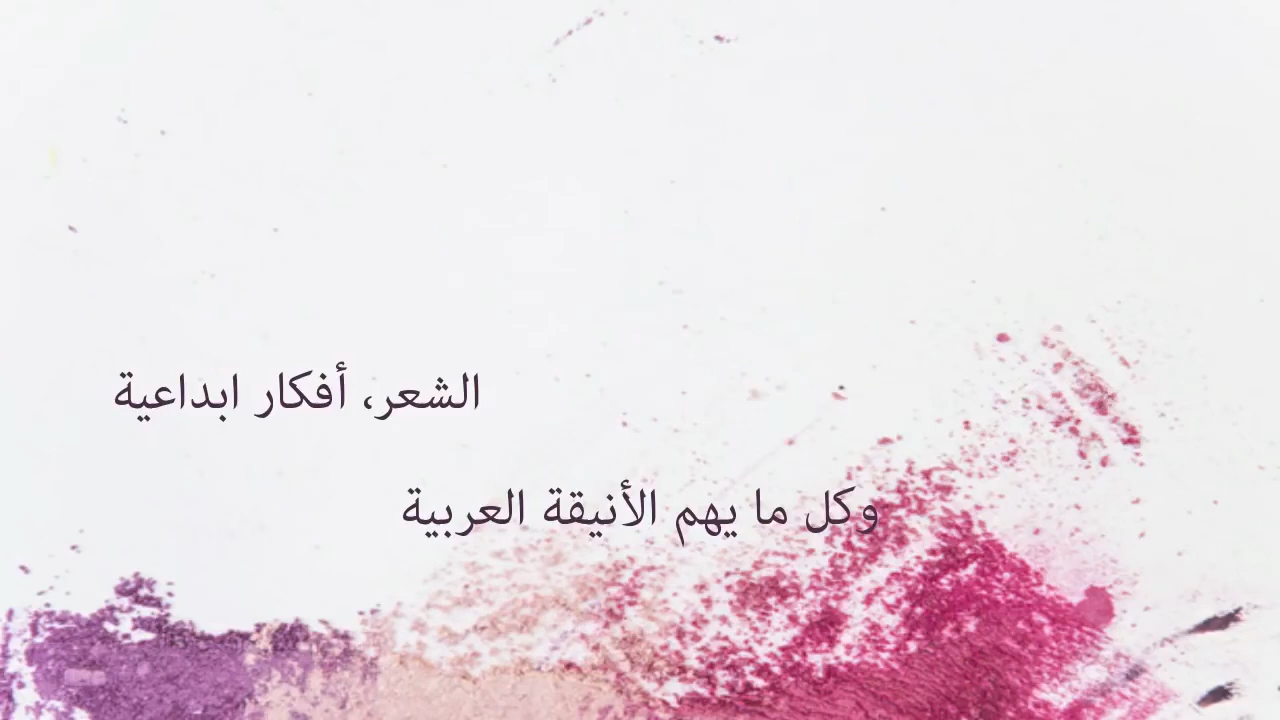 الشعر، أفكار ابداعية
وكل ما يهم الأنيقة العربية